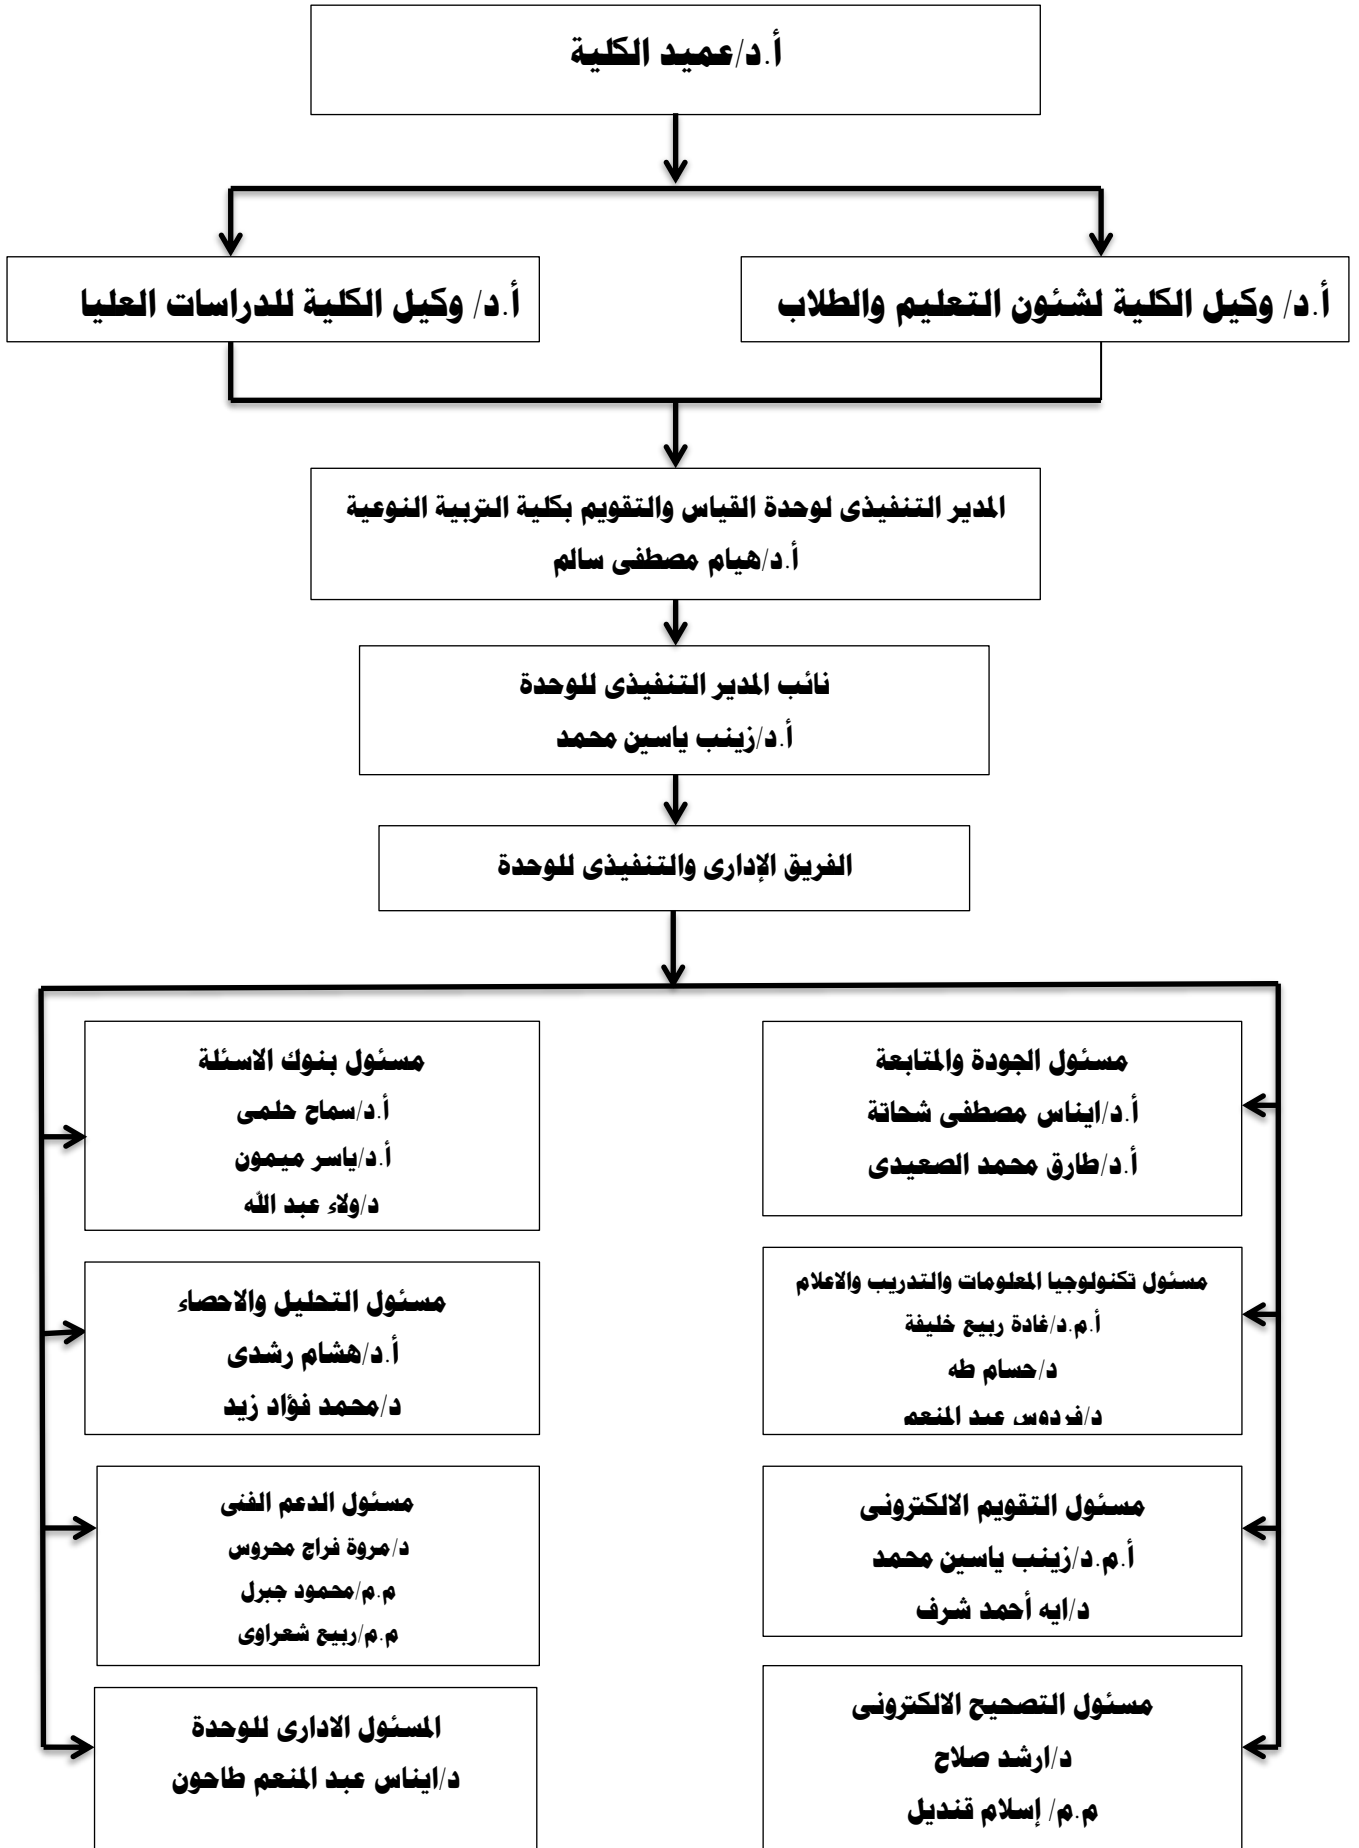 أ.د/عميد الكلية
أ.د/ وكيل الكلية لشئون التعليم والطلاب
أ.د/ وكيل الكلية للدراسات العليا
المدير التنفيذى لوحدة القياس والتقويم بكلية التربية النوعية
أ.د/هيام مصطفى سالم
نائب المدير التنفيذى للوحدة
أ.د/زينب ياسين محمد
الفريق الإدارى والتنفيذى للوحدة
مسئول الجودة والمتابعة
أ.د/ايناس مصطفى شحاتة
أ.د/طارق محمد الصعيدى
مسئول بنوك الاسئلة
أ.د/سماح حلمى
أ.د/ياسر ميمون
د/ولاء عبد الله
مسئول تكنولوجيا المعلومات والتدريب والاعلام
أ.م.د/غادة ربيع خليفة
د/حسام طه
د/فردوس عبد المنعم
مسئول التحليل والاحصاء
أ.د/هشام رشدى
د/محمد فؤاد زيد
مسئول التقويم الالكترونى
أ.م.د/زينب ياسين محمد
د/ايه أحمد شرف
مسئول الدعم الفنى
د/مروة فراج محروس
م.م/محمود جبرل
م.م/ربيع شعراوى
مسئول التصحيح الالكترونى
د/ارشد صلاح
م.م/ إسلام قنديل
المسئول الادارى للوحدة
د/ايناس عبد المنعم طاحون